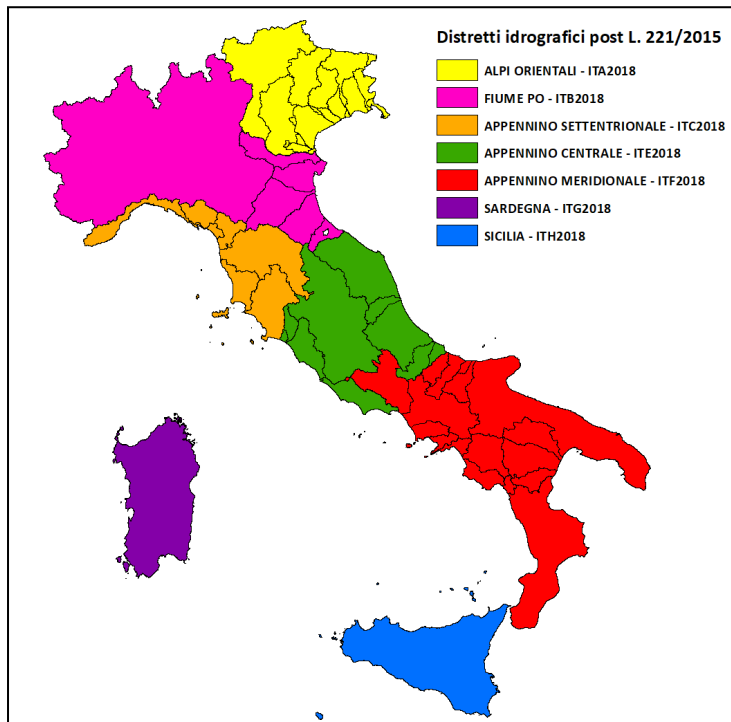 Distretti idrografici post L. 221/2015
ALPI ORIENTALI - ITA2018
FIUME PO - ITB2018
APPENNINO SETTENTRIONALE - ITC2018
APPENNINO CENTRALE - ITE2018
APPENNINO MERIDIONALE - ITF2018
SARDEGNA - ITG2018
SICILIA - ITH2018